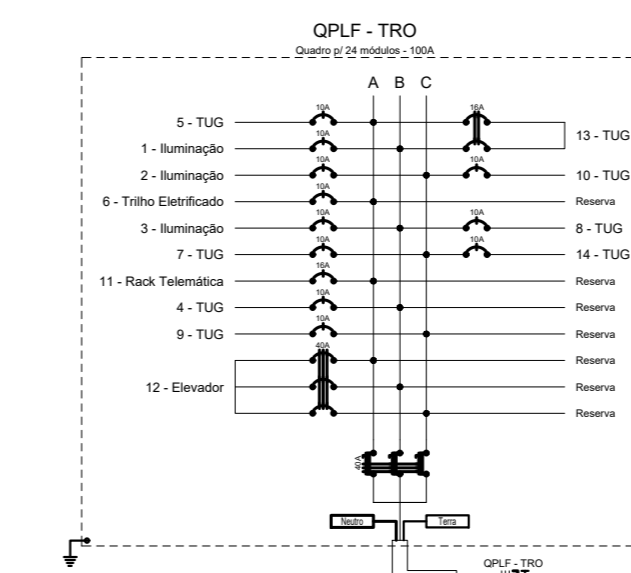 QPLF - TRO
Quadro p/ 24 módulos - 100A
A B C
10A 16A
5 - TUG
13 - TUG
10A
1 - Iluminação
10A 10A
2 - Iluminação 10 - TUG
10A
6 - Trilho Eletrificado Reserva
10A 10A
3 - Iluminação 8 - TUG
10A 10A
7 - TUG 14 - TUG
16A
11 - Rack Telemática Reserva
10A
4 - TUG Reserva
10A
9 - TUG Reserva
40A
Reserva
12 - Elevador Reserva
Reserva
40A
Neutro Terra
QPLF - TRO